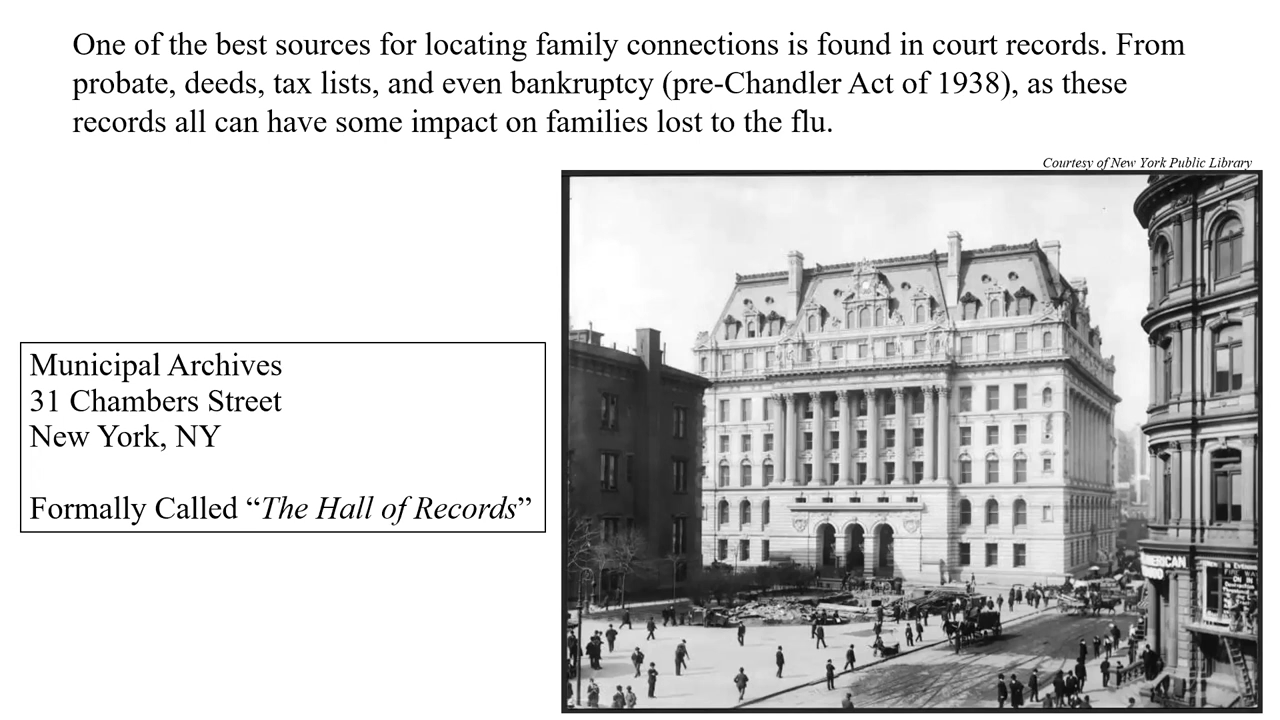 One of the best sources for locating family connections is found in court records. From
probate, deeds, tax lists, and even bankruptcy (pre-Chandler Act of 1938), as these
records all can have some impact on families lost to the flu.
Courtesy of New York Public Library
Municipal Archives
31 Chambers Street
New York, NY
Formally Called “The Hall of Records”